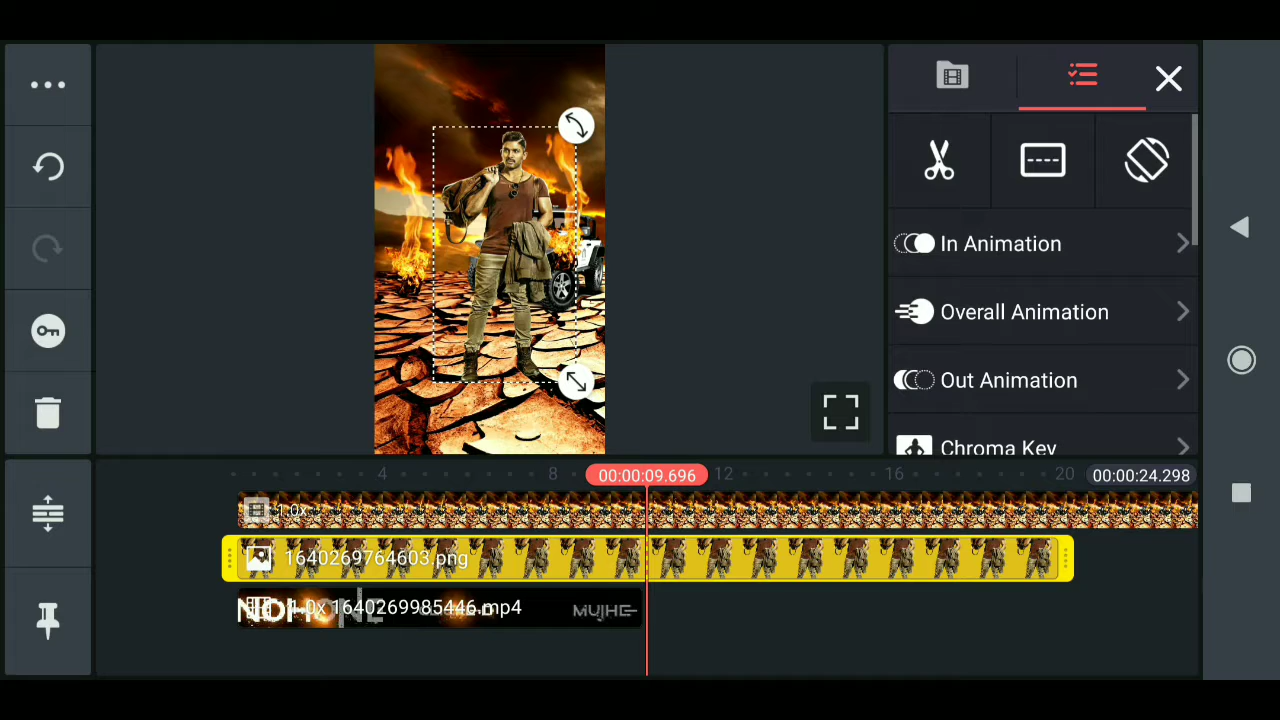 In Animation
Overall Animation
Out Animation
Chroma Key
4
8
00:00:09.696
12
16
20
00:00:24.298
1.0x
1640269764603.png
1.0x 1640269985446.mp4
MUJHE